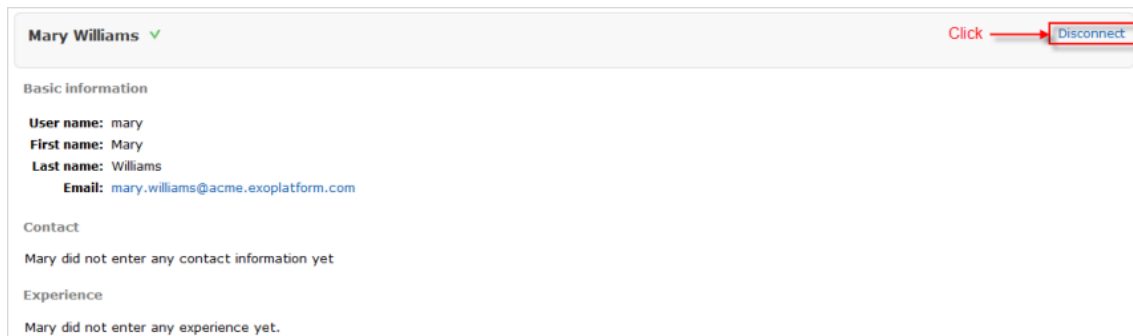 Mary Williams
Click
Disconnect
Basic information
User name: mary
First name: Mary
Last name: Williams
Email: mary.williams@acme.exoplatform.com
Contact
Mary did not enter any contact information yet
Experience
Mary did not enter any experience yet.